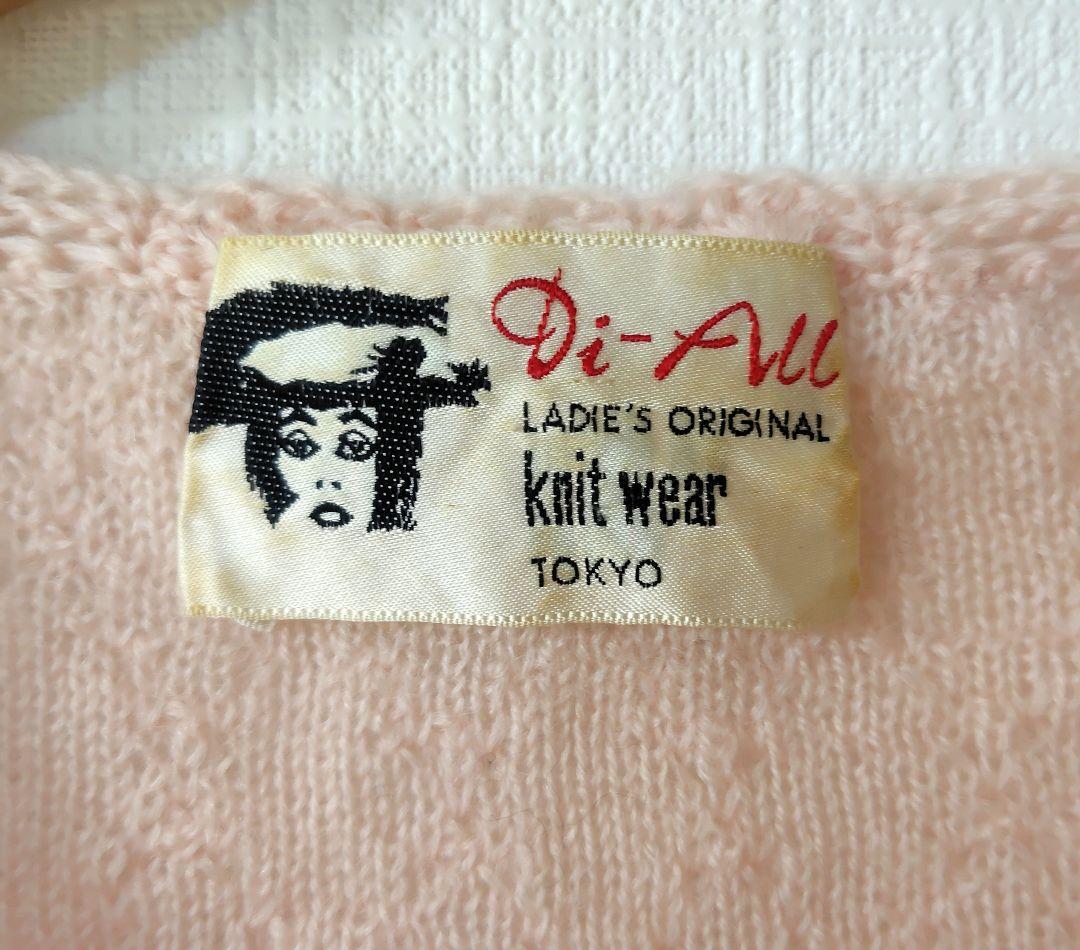 Di-All
LADIE'S ORIGINAL
knit wear
TOKYO